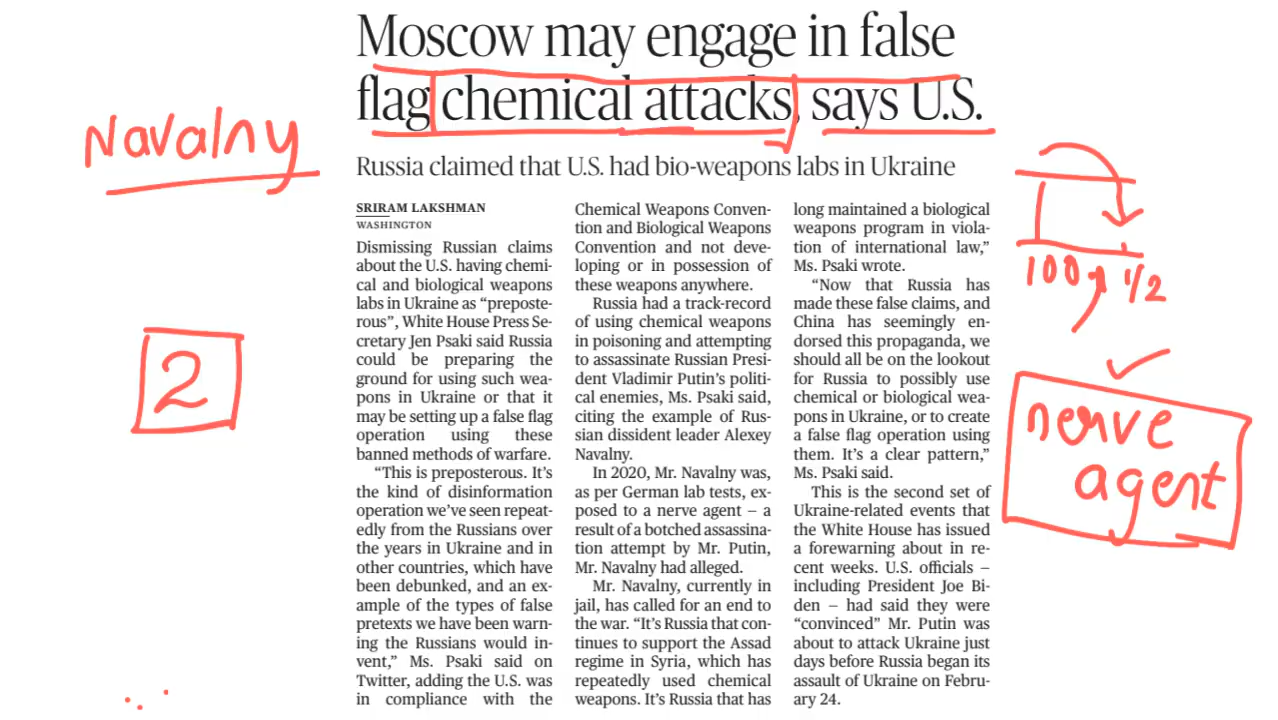 Moscow may engage in false
flag chemical attacks, says U.S.
Russia claimed that U.S. had bio-weapons labs in Ukraine
Navalny
2
SRIRAM LAKSHMAN
WASHINGTON
Dismissing Russian claims
about the U.S. having chemi-
cal and biological weapons
labs in Ukraine as “preposte-
rous”, White House Press Se-
cretary Jen Psaki said Russia
could be preparing the
ground for using such wea-
pons in Ukraine or that it
may be setting up a false flag
operation using these
banned methods of warfare.
“This is preposterous. It’s
the kind of disinformation
operation we’ve seen repeat-
edly from the Russians over
the years in Ukraine and in
other countries, which have
been debunked, and an ex-
ample of the types of false
pretexts we have been warn-
ing the Russians would in-
vent,” Ms. Psaki said on
Twitter, adding the U.S. was
in compliance with the
Chemical Weapons Conven-
tion and Biological Weapons
Convention and not deve-
loping or in possession of
these weapons anywhere.
Russia had a track-record
of using chemical weapons
in poisoning and attempting
to assassinate Russian Presi-
dent Vladimir Putin’s politi-
cal enemies, Ms. Psaki said,
citing the example of Rus-
sian dissident leader Alexey
Navalny.
In 2020, Mr. Navalny was,
as per German lab tests, ex-
posed to a nerve agent – a
result of a botched assassina-
tion attempt by Mr. Putin,
Mr. Navalny had alleged.
Mr. Navalny, currently in
jail, has called for an end to
the war. “It’s Russia that con-
tinues to support the Assad
regime in Syria, which has
repeatedly used chemical
weapons. It’s Russia that has
long maintained a biological
weapons program in viola-
tion of international law,”
Ms. Psaki wrote.
“Now that Russia has
made these false claims, and
China has seemingly en-
dorsed this propaganda, we
should all be on the lookout
for Russia to possibly use
chemical or biological wea-
pons in Ukraine, or to create
a false flag operation using
them. It’s a clear pattern,”
Ms. Psaki said.
This is the second set of
Ukraine-related events that
the White House has issued
a forewarning about in re-
cent weeks. U.S. officials –
including President Joe Bi-
den – had said they were
“convinced” Mr. Putin was
about to attack Ukraine just
days before Russia began its
assault of Ukraine on Febru-
ary 24.
100 1/2
nerve
agent